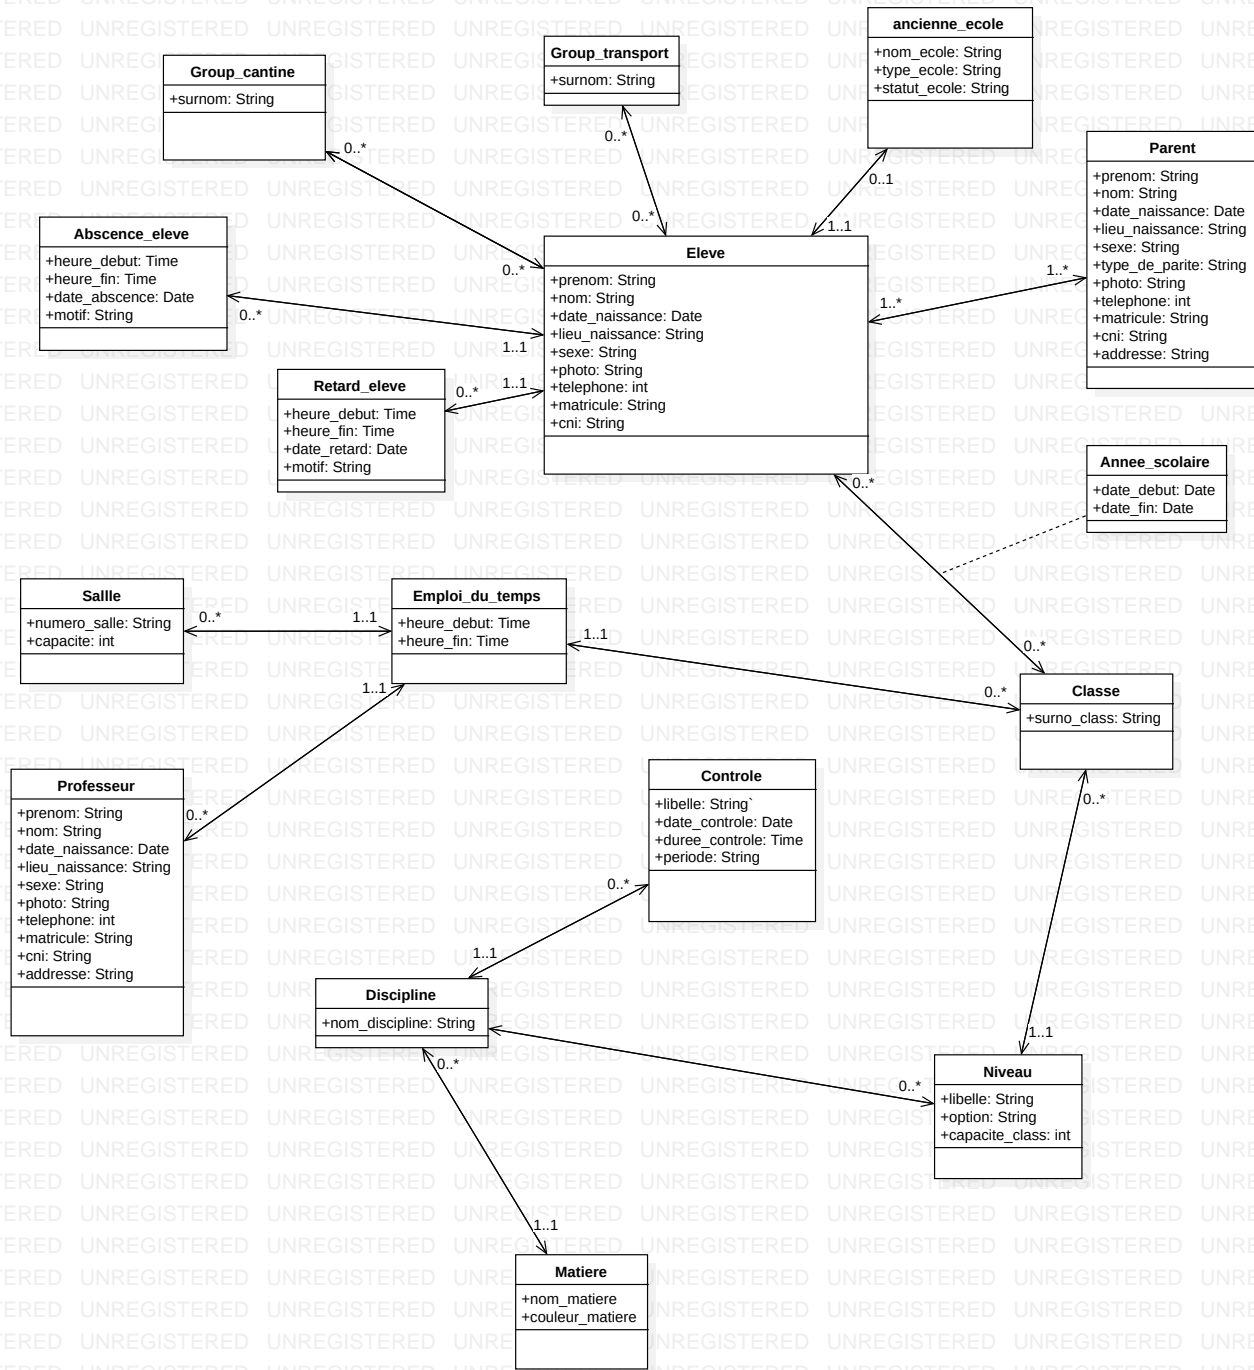 ancienne_ecole
+nom_ecole: String
+type_ecole: String
+statut_ecole: String
Group_transport
+surnom: String
Group_cantine
+surnom: String
0..*
0..*
0..1
Parent
+prenom: String
+nom: String
+date_naissance: Date
+lieu_naissance: String
+sexe: String
+type_de_parite: String
+photo: String
+telephone: int
+matricule: String
+cni: String
+addresse: String
0..*
1..1
Abscence_eleve
+heure_debut: Time
+heure_fin: Time
+date_abscence: Date
+motif: String
0..*
Eleve
+prenom: String
+nom: String
+date_naissance: Date
+lieu_naissance: String
+sexe: String
+photo: String
+telephone: int
+matricule: String
+cni: String
1..*
1..*
0..*
1..1
Retard_eleve
+heure_debut: Time
+heure_fin: Time
+date_retard: Date
+motif: String
0..*
1..1
0..*
Annee_scolaire
+date_debut: Date
+date_fin: Date
Sallle
+numero_salle: String
+capacite: int
0..*
1..1
Emploi_du_temps
+heure_debut: Time
+heure_fin: Time
1..1
0..*
0..*
1..1
Classe
+surno_class: String
0..*
Professeur
+prenom: String
+nom: String
+date_naissance: Date
+lieu_naissance: String
+sexe: String
+photo: String
+telephone: int
+matricule: String
+cni: String
+addresse: String
0..*
Controle
+libelle: String`
+date_controle: Date
+duree_controle: Time
+periode: String
0..*
1..1
Discipline
+nom_discipline: String
0..*
0..*
1..1
Niveau
+libelle: String
+option: String
+capacite_class: int
1..1
Matiere
+nom_matiere
+couleur_matiere
UNREGISTERED